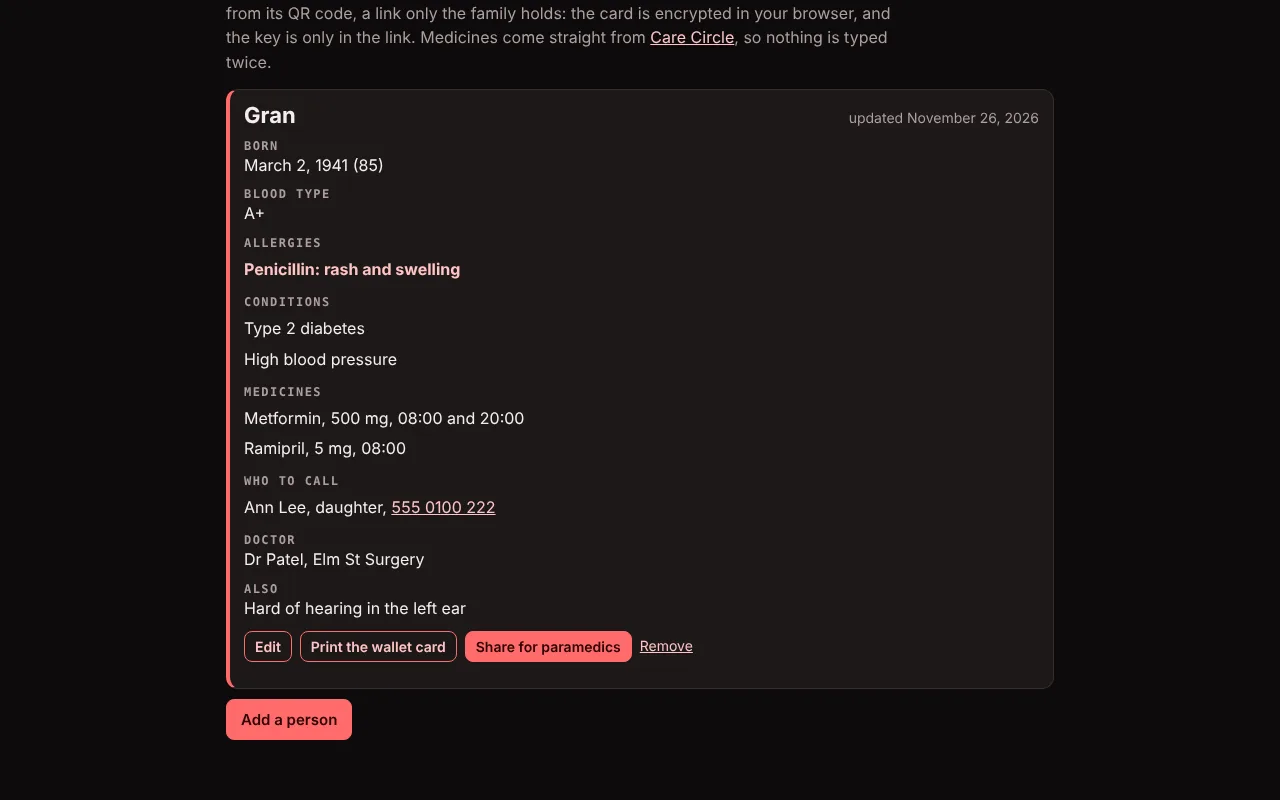 from its QR code, a link only the family holds: the card is encrypted in your browser, and
the key is only in the link. Medicines come straight from Care Circle, so nothing is typed
twice.
Gran
updated November 26, 2026
BORN
March 2, 1941 (85)
BLOOD TYPE
A+
ALLERGIES
Penicillin: rash and swelling
CONDITIONS
Type 2 diabetes
High blood pressure
MEDICINES
Metformin, 500 mg, 08:00 and 20:00
Ramipril, 5 mg, 08:00
WHO TO CALL
Ann Lee, daughter, 555 0100 222
DOCTOR
Dr Patel, Elm St Surgery
ALSO
Hard of hearing in the left ear
Edit Print the wallet card Share for paramedics Remove
Add a person